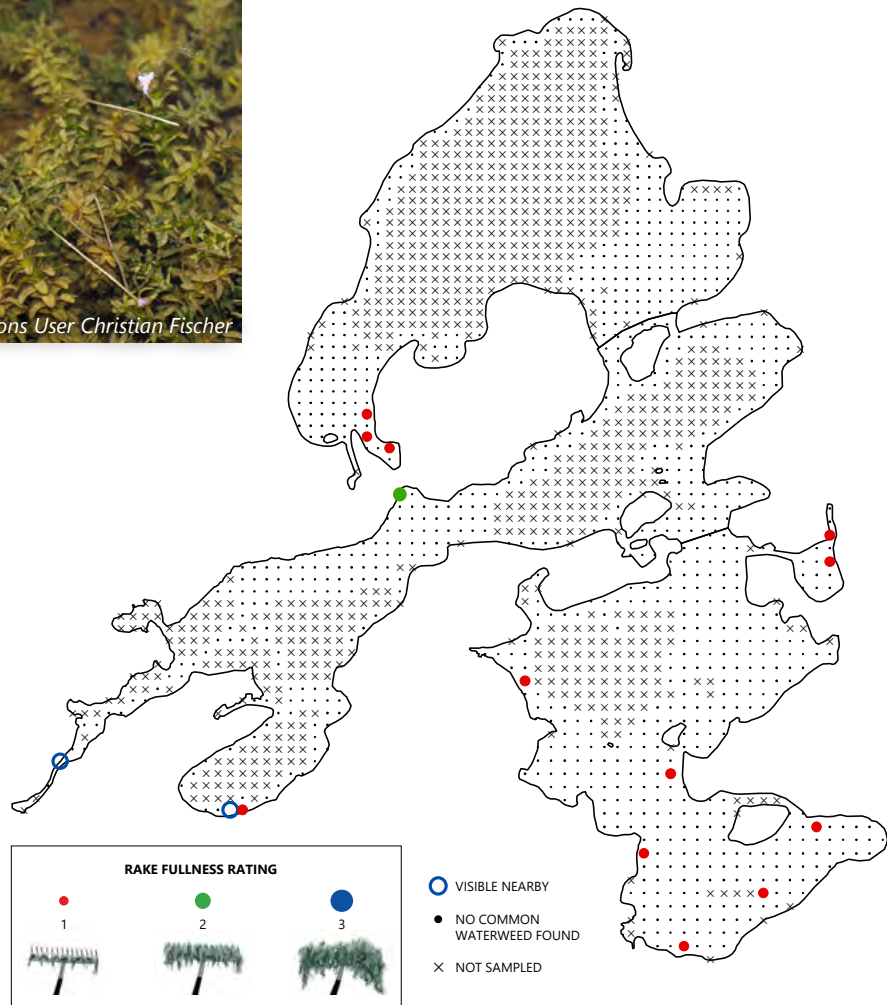 ons User Christian Fischer
RAKE FULLNESS RATING
1
2
3
VISIBLE NEARBY
NO COMMON
WATERWEED FOUND
NOT SAMPLED